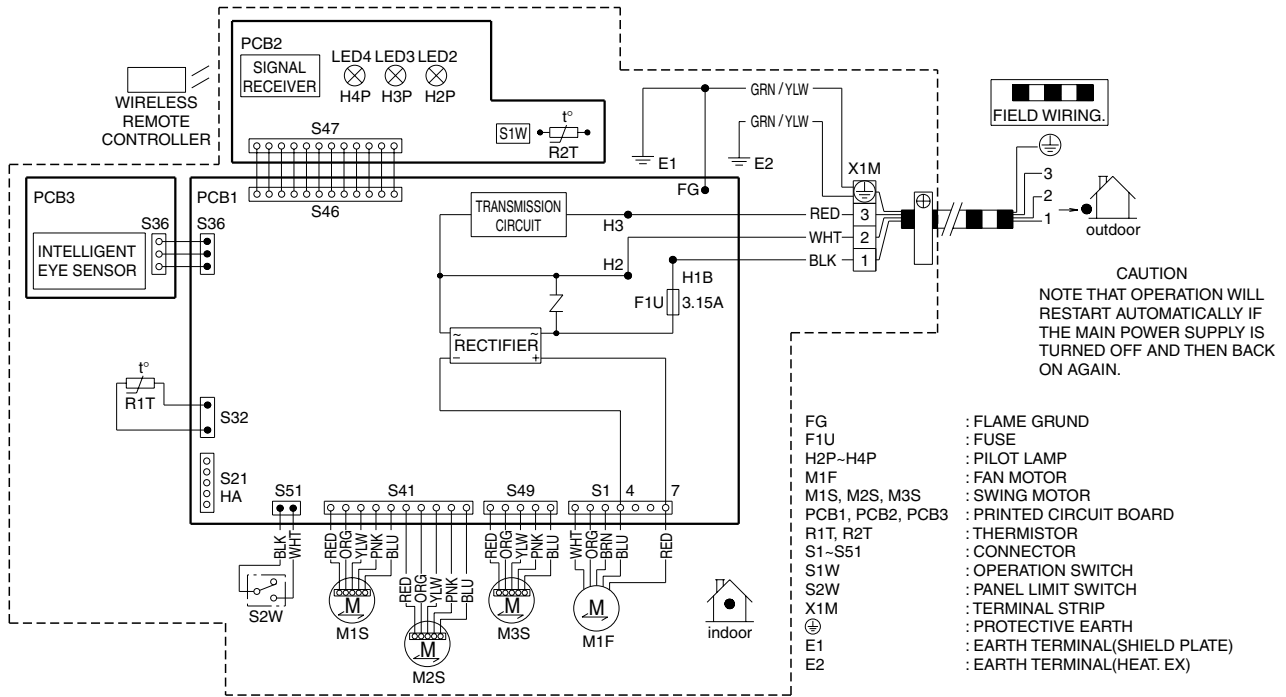 PCB2
SIGNAL
RECEIVER
LED4 LED3 LED2
H4P H3P H2P
WIRELESS
REMOTE
CONTROLLER
S47
S1W
t°
R2T
GRN / YLW
GRN / YLW
E1
E2
FIELD WIRING.
X1M
3
2
1
outdoor
PCB3
S36
INTELLIGENT
EYE SENSOR
PCB1
S36
S46
FG
TRANSMISSION
CIRCUIT
H3
RED 3
WHT 2
BLK 1
H2
H1B
F1U 3.15A
~ ~
RECTIFIER
− +
t°
R1T
S32
S21
HA
S51
S41
S49
S1 4 7
BLK
WHT
RED
ORG
YLW
PNK
BLU
RED
ORG
YLW
PNK
BLU
RED
ORG
YLW
PNK
BLU
WHT
ORG
BRN
BLU
RED
S2W
M
M1S
M
M2S
M
M3S
M
M1F
indoor
CAUTION
NOTE THAT OPERATION WILL
RESTART AUTOMATICALLY IF
THE MAIN POWER SUPPLY IS
TURNED OFF AND THEN BACK
ON AGAIN.
FG : FLAME GRUND
F1U : FUSE
H2P~H4P : PILOT LAMP
M1F : FAN MOTOR
M1S, M2S, M3S : SWING MOTOR
PCB1, PCB2, PCB3 : PRINTED CIRCUIT BOARD
R1T, R2T : THERMISTOR
S1~S51 : CONNECTOR
S1W : OPERATION SWITCH
S2W : PANEL LIMIT SWITCH
X1M : TERMINAL STRIP
: PROTECTIVE EARTH
E1 : EARTH TERMINAL(SHIELD PLATE)
E2 : EARTH TERMINAL(HEAT. EX)